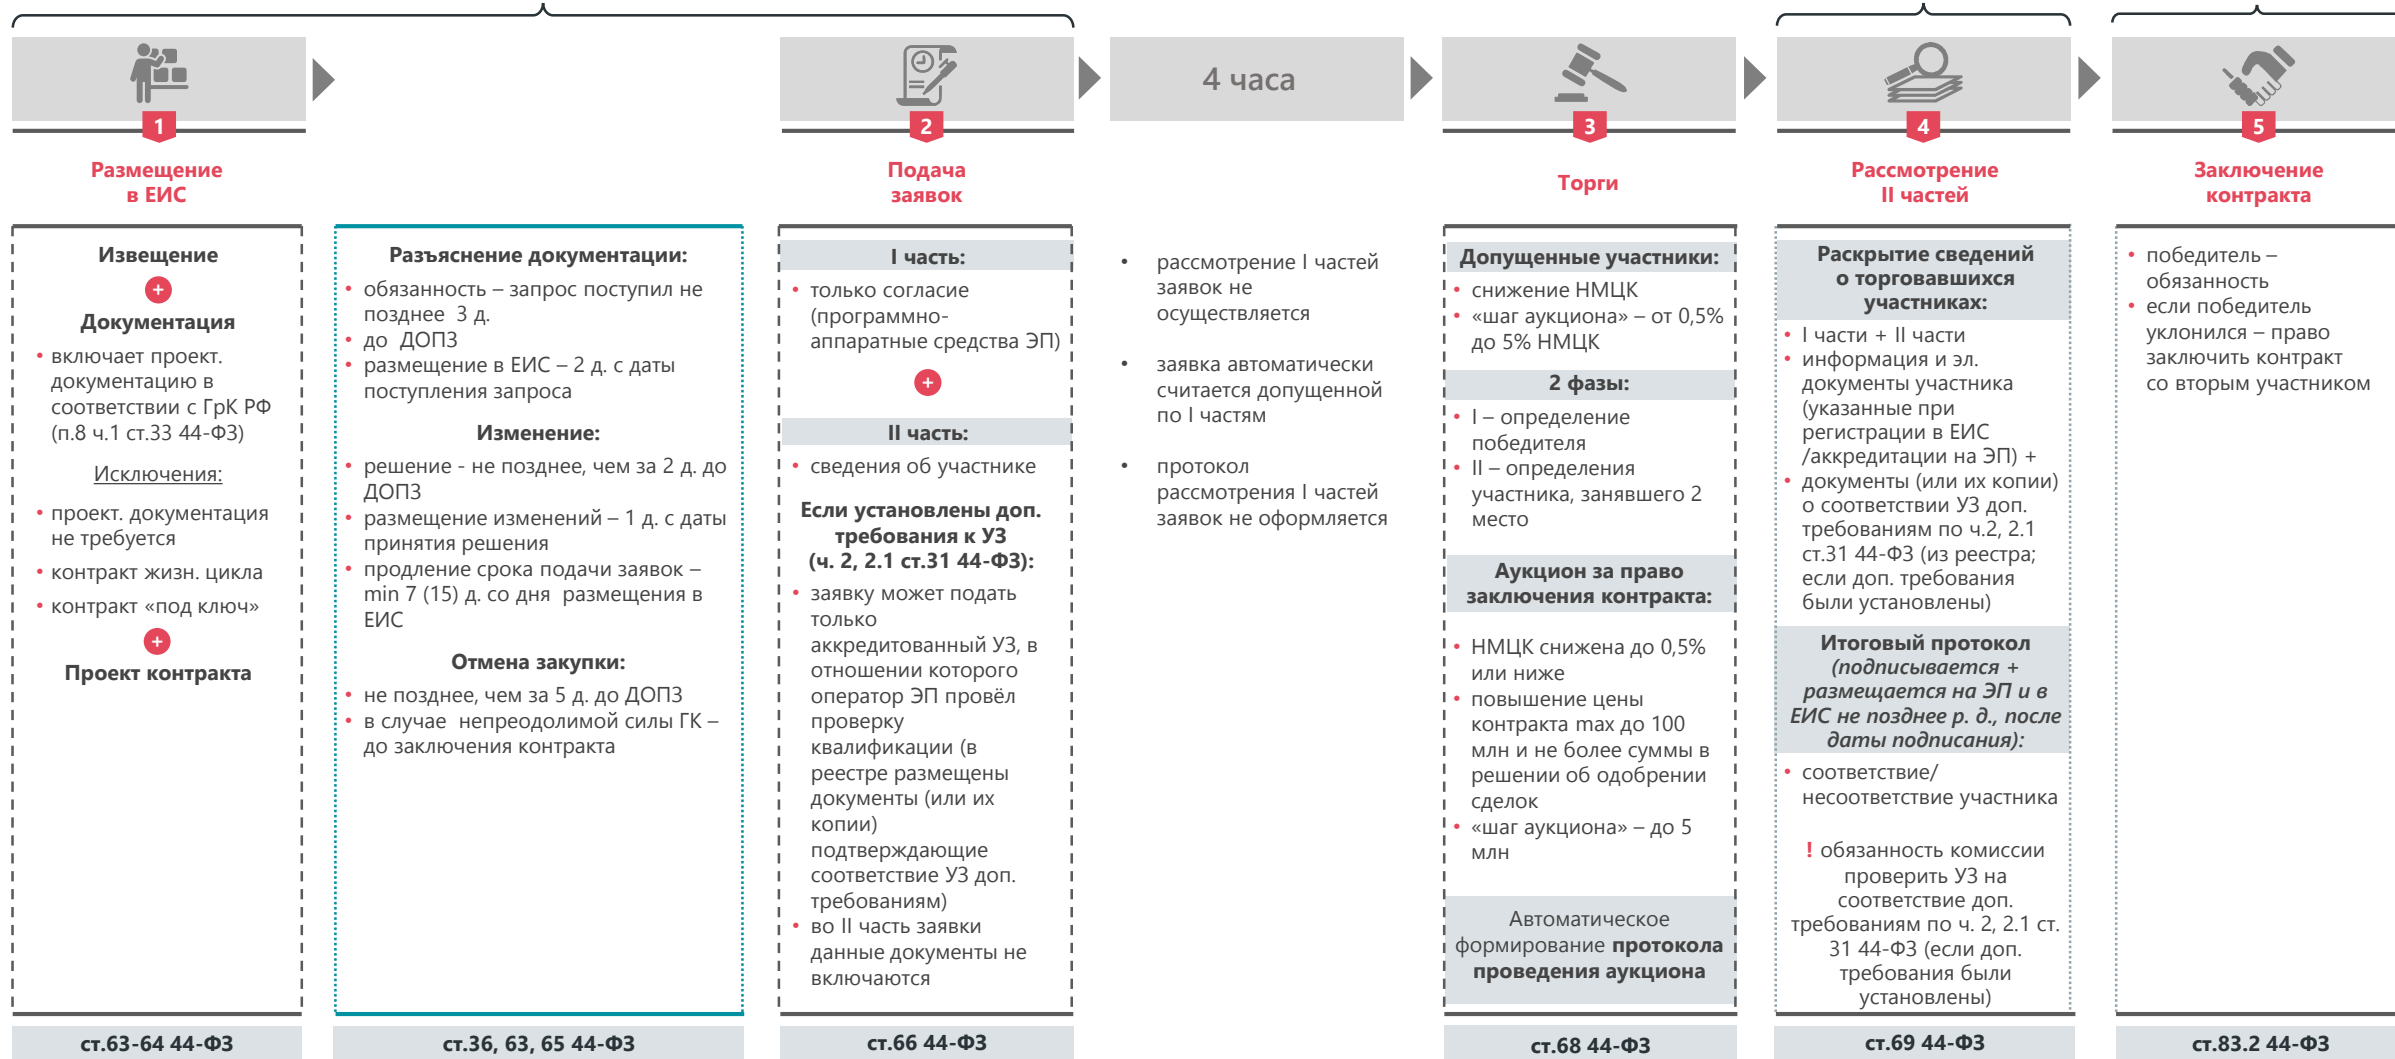 4 часа
1
Размещение
в ЕИС
Извещение
+
Документация
• включает проект.
документацию в
соответствии с ГрК РФ
(п.8 ч.1 ст.33 44-ФЗ)
Исключения:
• проект. документация
не требуется
• контракт жизн. цикла
• контракт «под ключ»
+
Проект контракта
ст.63-64 44-ФЗ
Разъяснение документации:
• обязанность – запрос поступил не
позднее 3 д.
• до ДОПЗ
• размещение в ЕИС – 2 д. с даты
поступления запроса
Изменение:
• решение - не позднее, чем за 2 д. до
ДОПЗ
• размещение изменений – 1 д. с даты
принятия решения
• продление срока подачи заявок –
min 7 (15) д. со дня размещения в
ЕИС
Отмена закупки:
• не позднее, чем за 5 д. до ДОПЗ
• в случае непреодолимой силы ГК –
до заключения контракта
ст.36, 63, 65 44-ФЗ
2
Подача
заявок
I часть:
• только согласие
(программно-
аппаратные средства ЭП)
+
II часть:
• сведения об участнике
Если установлены доп.
требования к УЗ
(ч. 2, 2.1 ст.31 44-ФЗ):
• заявку может подать
только
аккредитованный УЗ, в
отношении которого
оператор ЭП провёл
проверку
квалификации (в
реестре размещены
документы (или их
копии)
подтверждающие
соответствие УЗ доп.
требованиям)
• во II часть заявки
данные документы не
включаются
ст.66 44-ФЗ
• рассмотрение I частей
заявок не
осуществляется
• заявка автоматически
считается допущенной
по I частям
• протокол
рассмотрения I частей
заявок не оформляется
3
Торги
Допущенные участники:
• снижение НМЦК
• «шаг аукциона» – от 0,5%
до 5% НМЦК
2 фазы:
• I – определение
победителя
• II – определения
участника, занявшего 2
место
Аукцион за право
заключения контракта:
• НМЦК снижена до 0,5%
или ниже
• повышение цены
контракта max до 100
млн и не более суммы в
решении об одобрении
сделок
• «шаг аукциона» – до 5
млн
Автоматическое
формирование протокола
проведения аукциона
ст.68 44-ФЗ
4
Рассмотрение
II частей
Раскрытие сведений
о торговавшихся
участниках:
• I части + II части
• информация и эл.
документы участника
(указанные при
регистрации в ЕИС
/аккредитации на ЭП) +
• документы (или их копии)
о соответствии УЗ доп.
требованиям по ч.2, 2.1
ст.31 44-ФЗ (из реестра;
если доп. требования
были установлены)
Итоговый протокол
(подписывается +
размещается на ЭП и в
ЕИС не позднее р. д., после
даты подписания):
• соответствие/
несоответствие участника
! обязанность комиссии
проверить УЗ на
соответствие доп.
требованиям по ч. 2, 2.1 ст.
31 44-ФЗ (если доп.
требования были
установлены)
ст.69 44-ФЗ
5
Заключение
контракта
• победитель –
обязанность
• если победитель
уклонился – право
заключить контракт
со вторым участником
ст.83.2 44-ФЗ